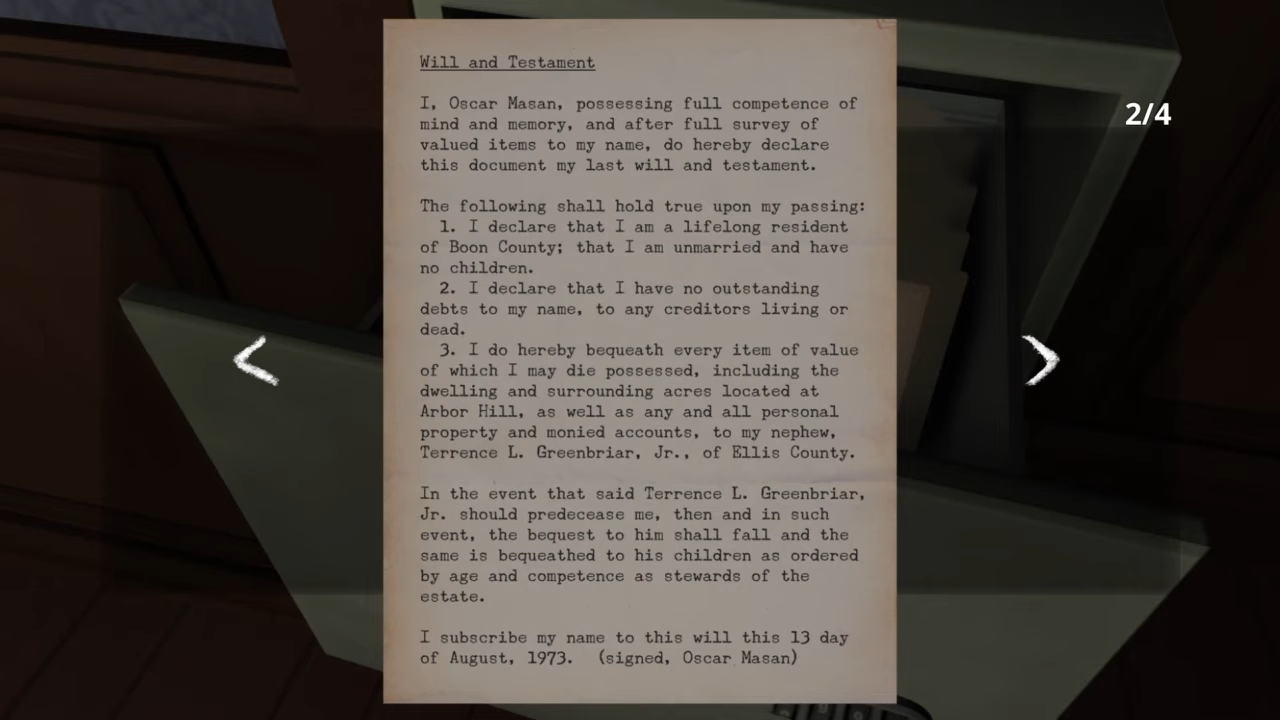 Will and Testament
2/4
I, Oscar Masan, possessing full competence of
mind and memory, and after full survey of
valued items to my name, do hereby declare
this document my last will and testament.
The following shall hold true upon my passing:
1. I declare that I am a lifelong resident
of Boon County; that I am unmarried and have
no children.
2. I declare that I have no outstanding
debts to my name, to any creditors living or
dead.
3. I do hereby bequeath every item of value
of which I may die possessed, including the
dwelling and surrounding acres located at
Arbor Hill, as well as any and all personal
property and monied accounts, to my nephew,
Terrence L. Greenbriar, Jr., of Ellis County.
In the event that said Terrence L. Greenbriar,
Jr. should predecease me, then and in such
event, the bequest to him shall fall and the
same is bequeathed to his children as ordered
by age and competence as stewards of the
estate.
I subscribe my name to this will this 13 day
of August, 1973. (signed, Oscar Masan)